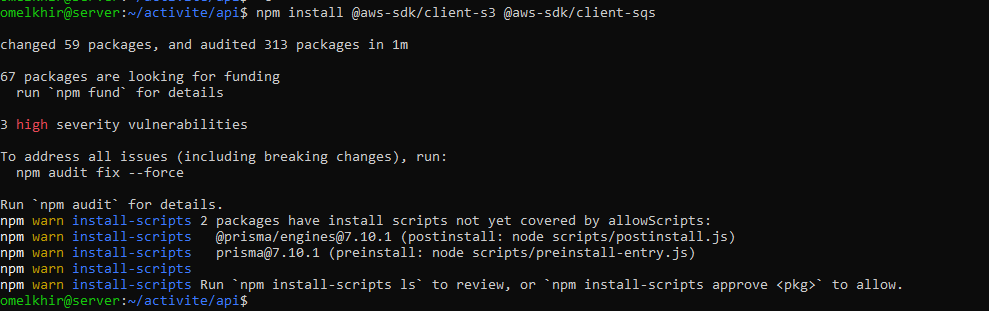 omelkhir@server:~/activite/api$
omelkhir@server:~/activite/api$ npm install @aws-sdk/client-s3 @aws-sdk/client-sqs
changed 59 packages, and audited 313 packages in 1m
67 packages are looking for funding
  run `npm fund` for details
3 high severity vulnerabilities
To address all issues (including breaking changes), run:
  npm audit fix --force
Run `npm audit` for details.
npm warn install-scripts 2 packages have install scripts not yet covered by allowScripts:
npm warn install-scripts   @prisma/engines@7.10.1 (postinstall: node scripts/postinstall.js)
npm warn install-scripts   prisma@7.10.1 (preinstall: node scripts/preinstall-entry.js)
npm warn install-scripts
npm warn install-scripts Run `npm install-scripts ls` to review, or `npm install-scripts approve <pkg>` to allow.
omelkhir@server:~/activite/api$